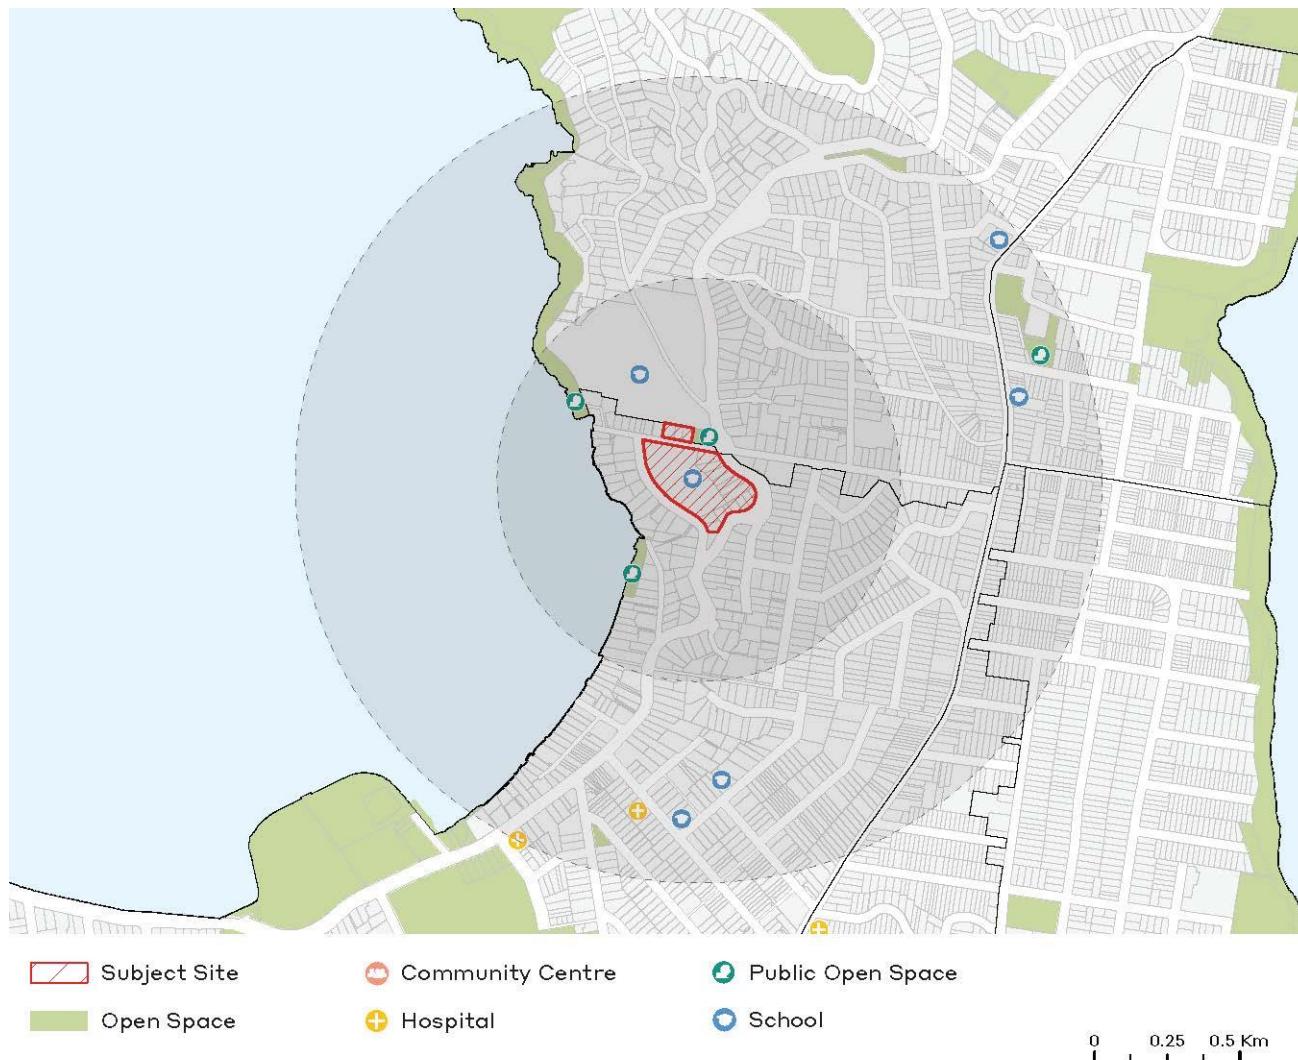 Subject Site
Community Centre
Public Open Space
Open Space
Hospital
School
0 0.25 0.5 Km